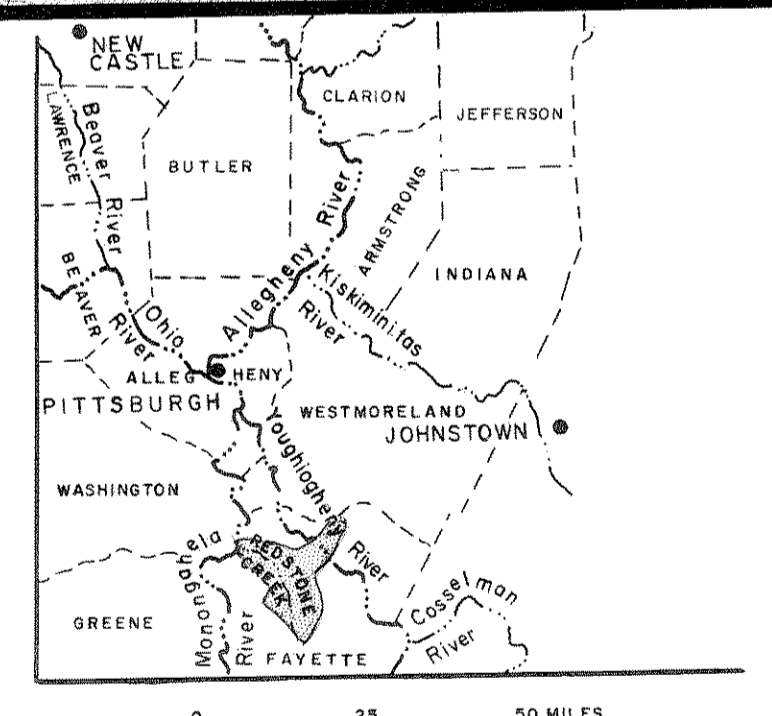 NEW
CASTLE
CLARION
JEFFERSON
LAWRENCE
Beaver River
BUTLER
Allegheny River
ARMSTRONG
INDIANA
BEAVER
Ohio River
Kiskiminitas River
ALLEGHENY
PITTSBURGH
WESTMORELAND
JOHNSTOWN
Youghiogheny River
WASHINGTON
REDSTONE
CREEK
Monongahela River
Cosselman River
GREENE
FAYETTE
0 25 50 MILES